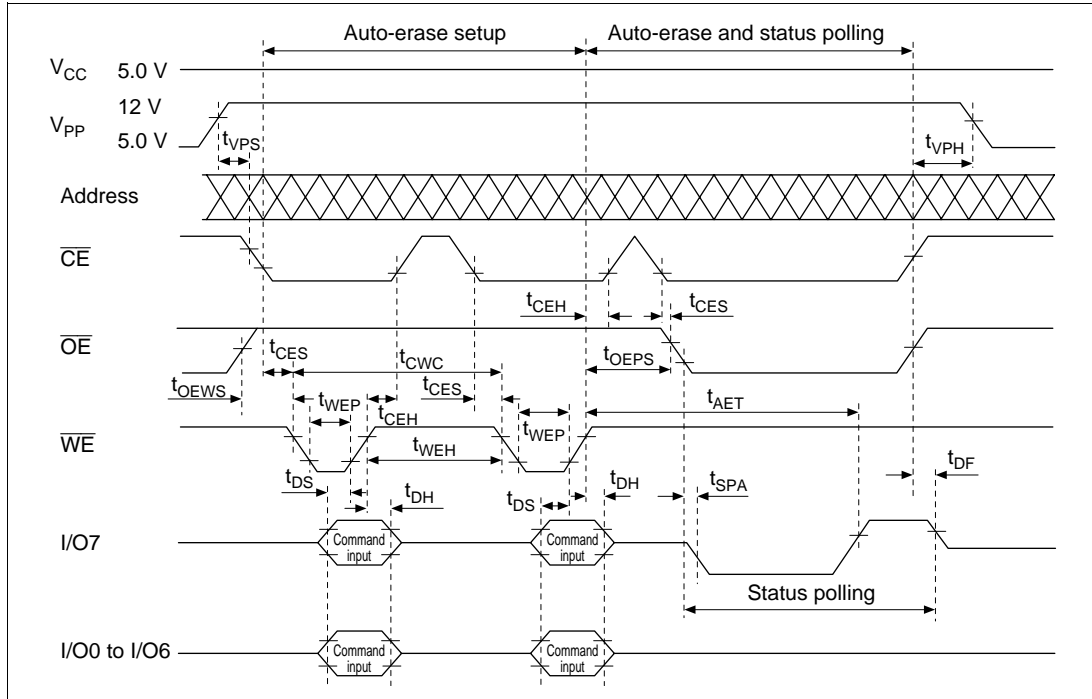 Auto-erase setup
Auto-erase and status polling
VCC 5.0 V
12 V
VPP
5.0 V
tVPS
tVPH
Address
CE
tCEH
tCES
OE
tCES
tCWC
tOEPS
tOEWS
tCES
tWEP
tCEH
tAET
WE
tWEP
tWEH
tDF
tDS
tDH
tDS
tDH
tSPA
I/O7
Command
input
Command
input
Status polling
I/O0 to I/O6
Command
input
Command
input